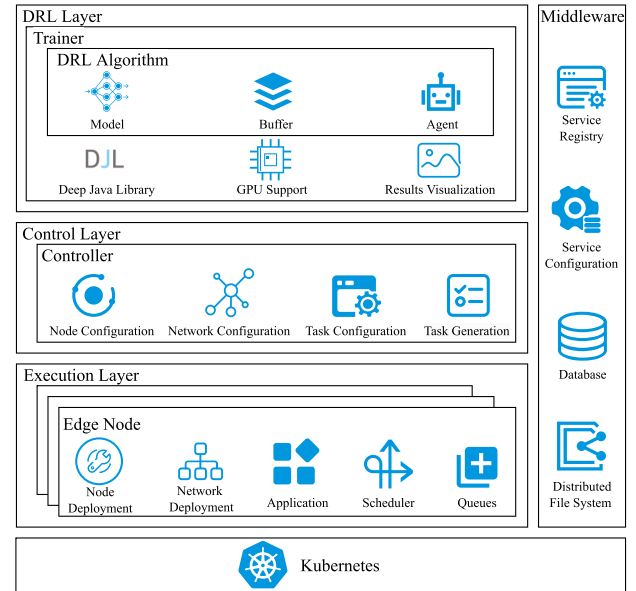 DRL Layer
Trainer
DRL Algorithm
Model
Buffer
Agent
DJL
Deep Java Library
GPU Support
Results Visualization
Control Layer
Controller
Node Configuration
Network Configuration
Task Configuration
Task Generation
Execution Layer
Edge Node
Node
Deployment
Network
Deployment
Application
Scheduler
Queues
Middleware
Service
Registry
Service
Configuration
Database
Distributed
File System
Kubernetes